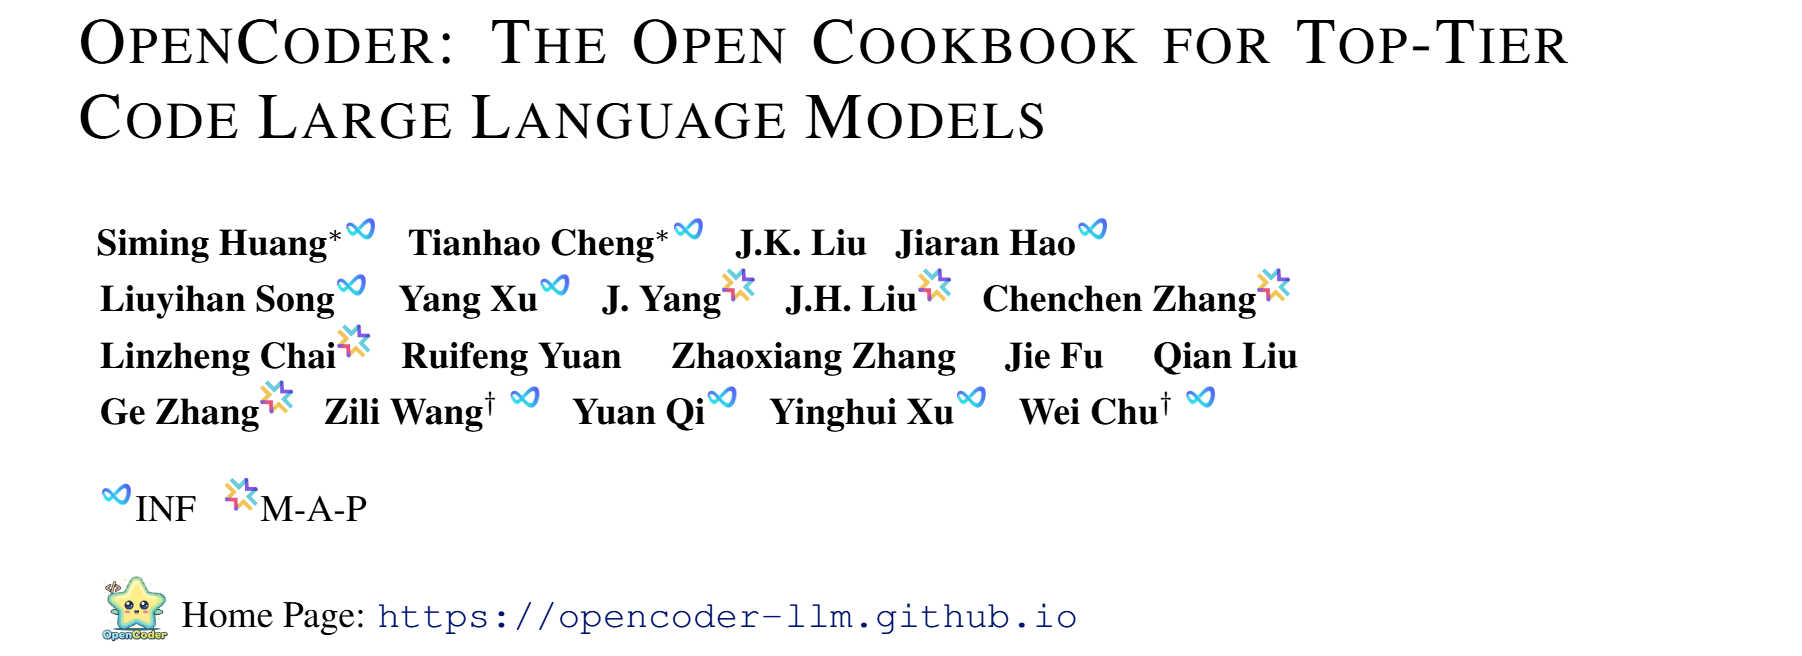 OPENCODER: THE OPEN COOKBOOK FOR TOP-TIER
CODE LARGE LANGUAGE MODELS
Siming Huang* Tianhao Cheng* J.K. Liu Jiaran Hao
Liuyihan Song Yang Xu J. Yang J.H. Liu Chenchen Zhang
Linzheng Chai Ruifeng Yuan Zhaoxiang Zhang Jie Fu Qian Liu
Ge Zhang Zili Wang† Yuan Qi Yinghui Xu Wei Chu†
INF M-A-P
</> OpenCoder Home Page: https://opencoder-llm.github.io